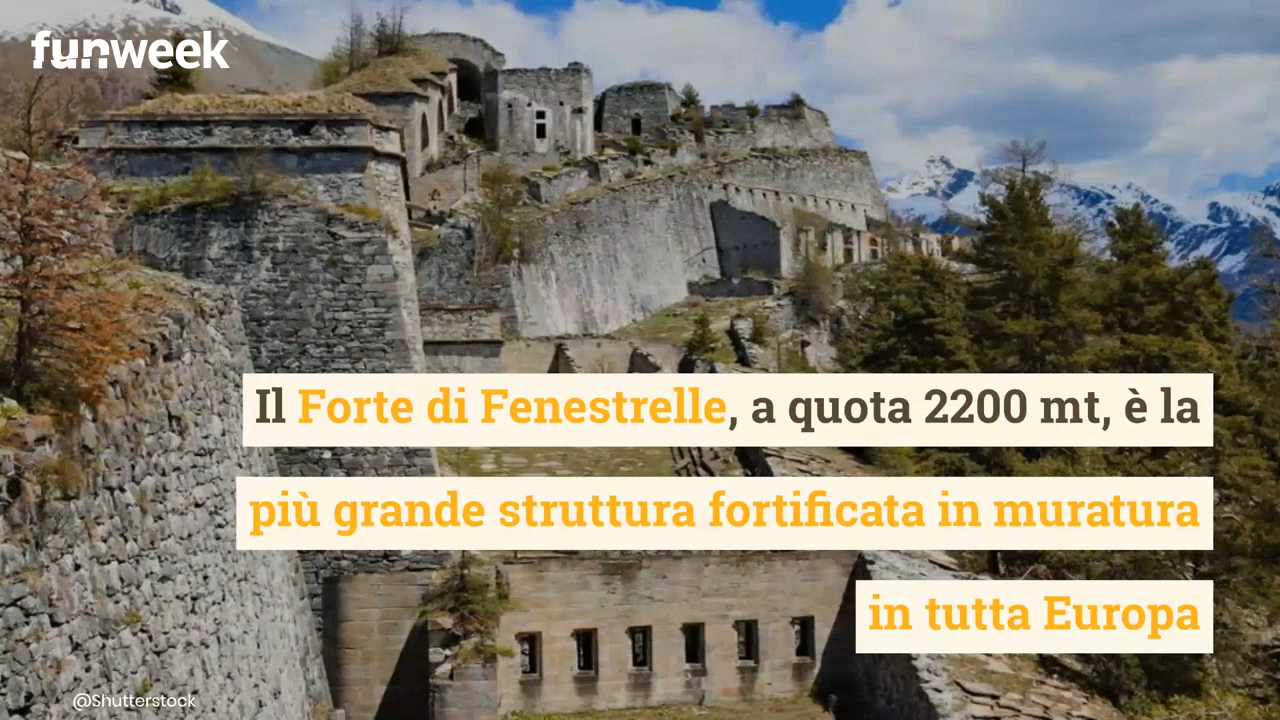 funweek
Il Forte di Fenestrelle, a quota 2200 mt, è la
più grande struttura fortificata in muratura
in tutta Europa
@Shutterstock